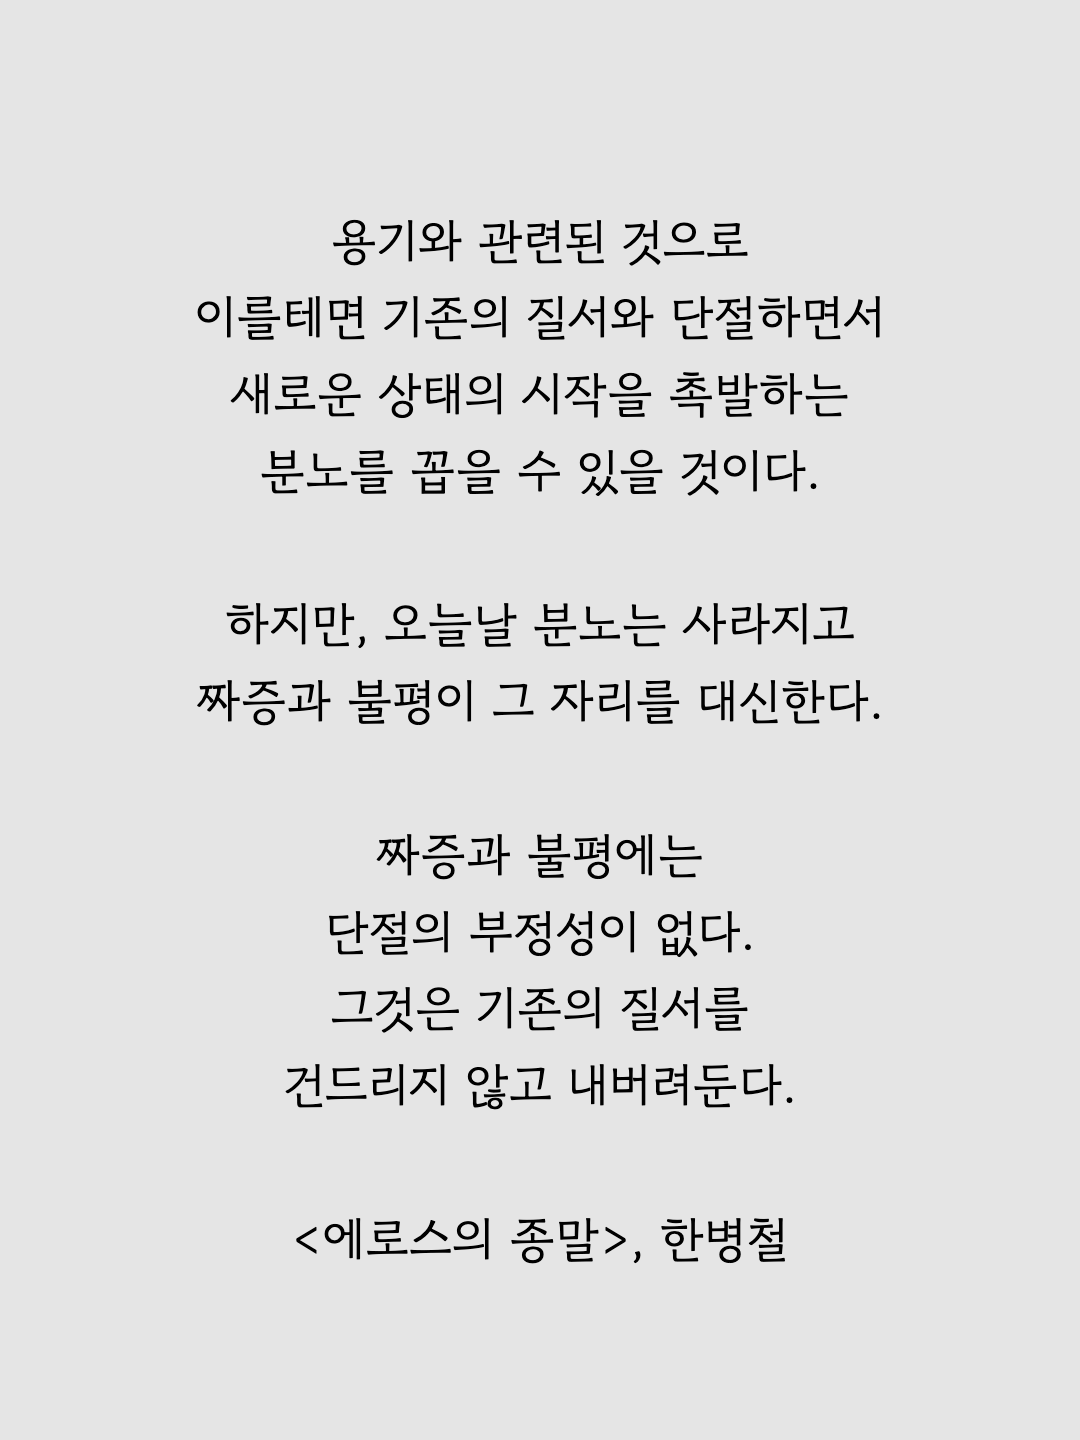 용기와 관련된 것으로
이를테면 기존의 질서와 단절하면서
새로운 상태의 시작을 촉발하는
분노를 꼽을 수 있을 것이다.
하지만, 오늘날 분노는 사라지고
짜증과 불평이 그 자리를 대신한다.
짜증과 불평에는
단절의 부정성이 없다.
그것은 기존의 질서를
건드리지 않고 내버려둔다.
<에로스의 종말>, 한병철